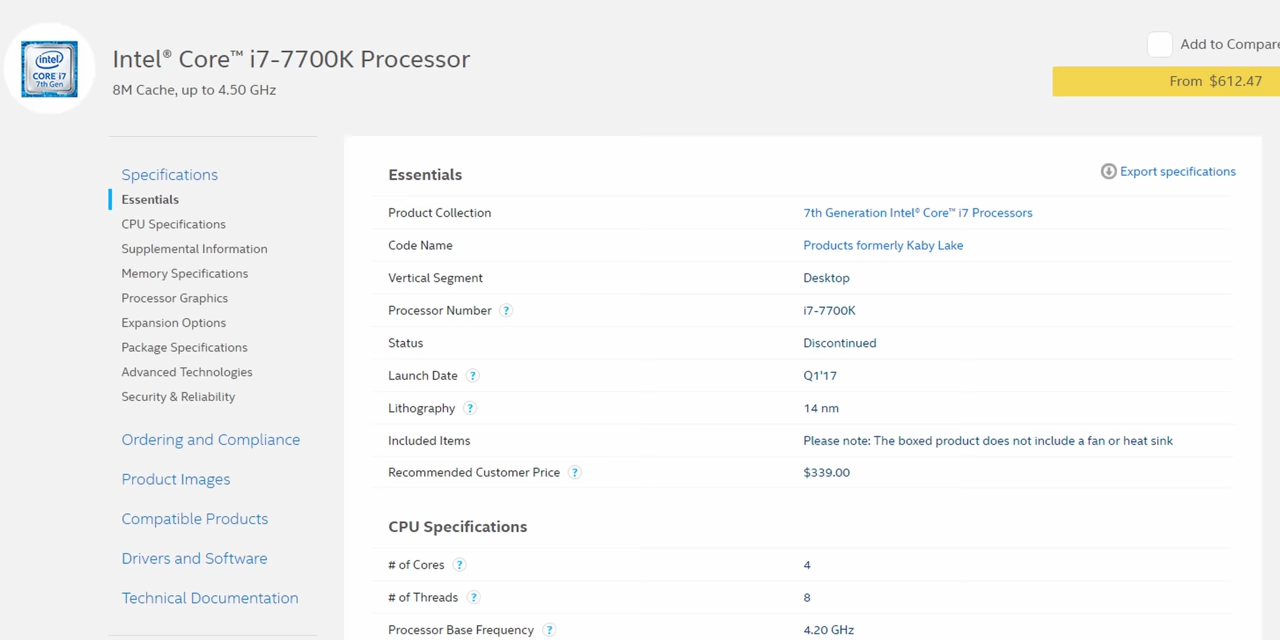 intel
CORE i7
7th Gen
Intel® Core™ i7-7700K Processor
8M Cache, up to 4.50 GHz
Add to Compare
From $612.47
Specifications
Essentials
CPU Specifications
Supplemental Information
Memory Specifications
Processor Graphics
Expansion Options
Package Specifications
Advanced Technologies
Security & Reliability
Ordering and Compliance
Product Images
Compatible Products
Drivers and Software
Technical Documentation
Essentials
Export specifications
Product Collection 7th Generation Intel® Core™ i7 Processors
Code Name Products formerly Kaby Lake
Vertical Segment Desktop
Processor Number ? i7-7700K
Status Discontinued
Launch Date ? Q1'17
Lithography ? 14 nm
Included Items Please note: The boxed product does not include a fan or heat sink
Recommended Customer Price ? $339.00
CPU Specifications
# of Cores ? 4
# of Threads ? 8
Processor Base Frequency ? 4.20 GHz